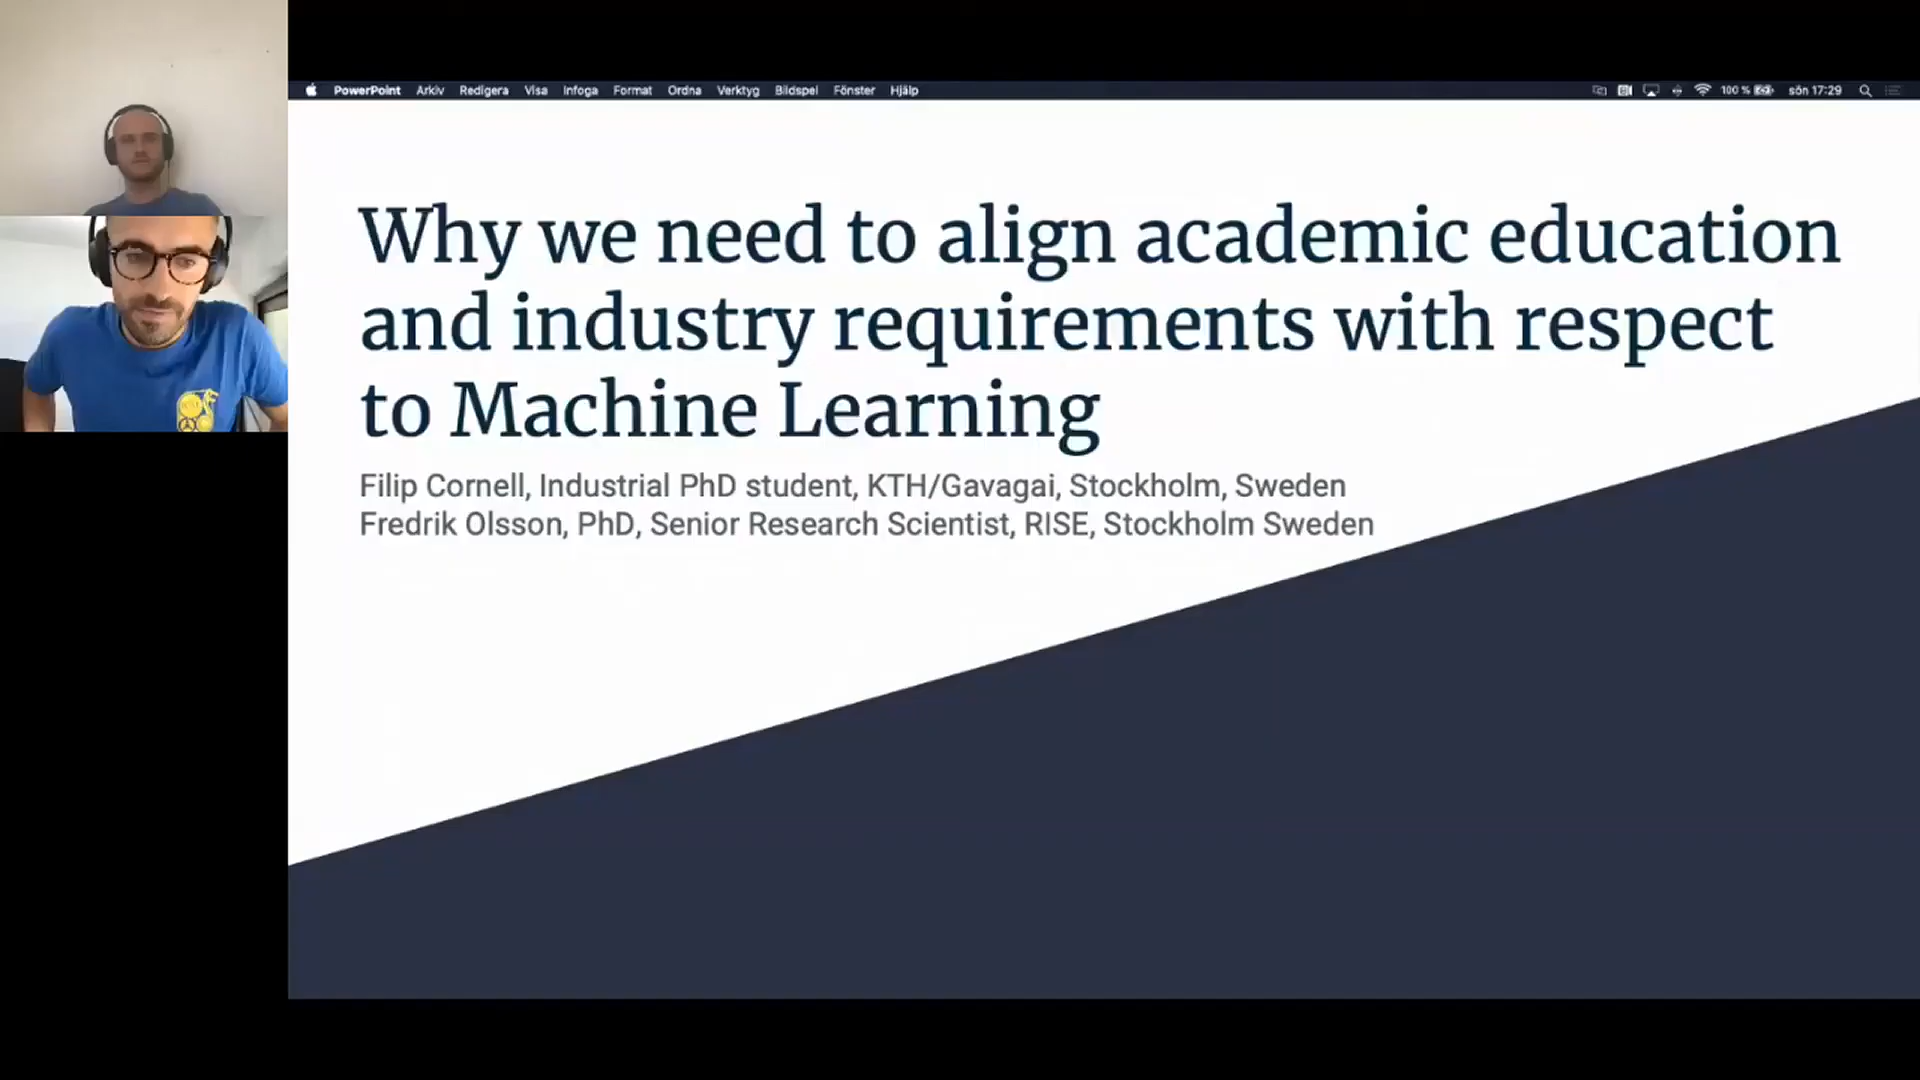 PowerPoint Arkiv Redigera Visa Infoga Format Ordna Verktyg Bildspel Fönster Hjälp 100 % sön 17:29
Why we need to align academic education
and industry requirements with respect
to Machine Learning
Filip Cornell, Industrial PhD student, KTH/Gavagai, Stockholm, Sweden
Fredrik Olsson, PhD, Senior Research Scientist, RISE, Stockholm Sweden